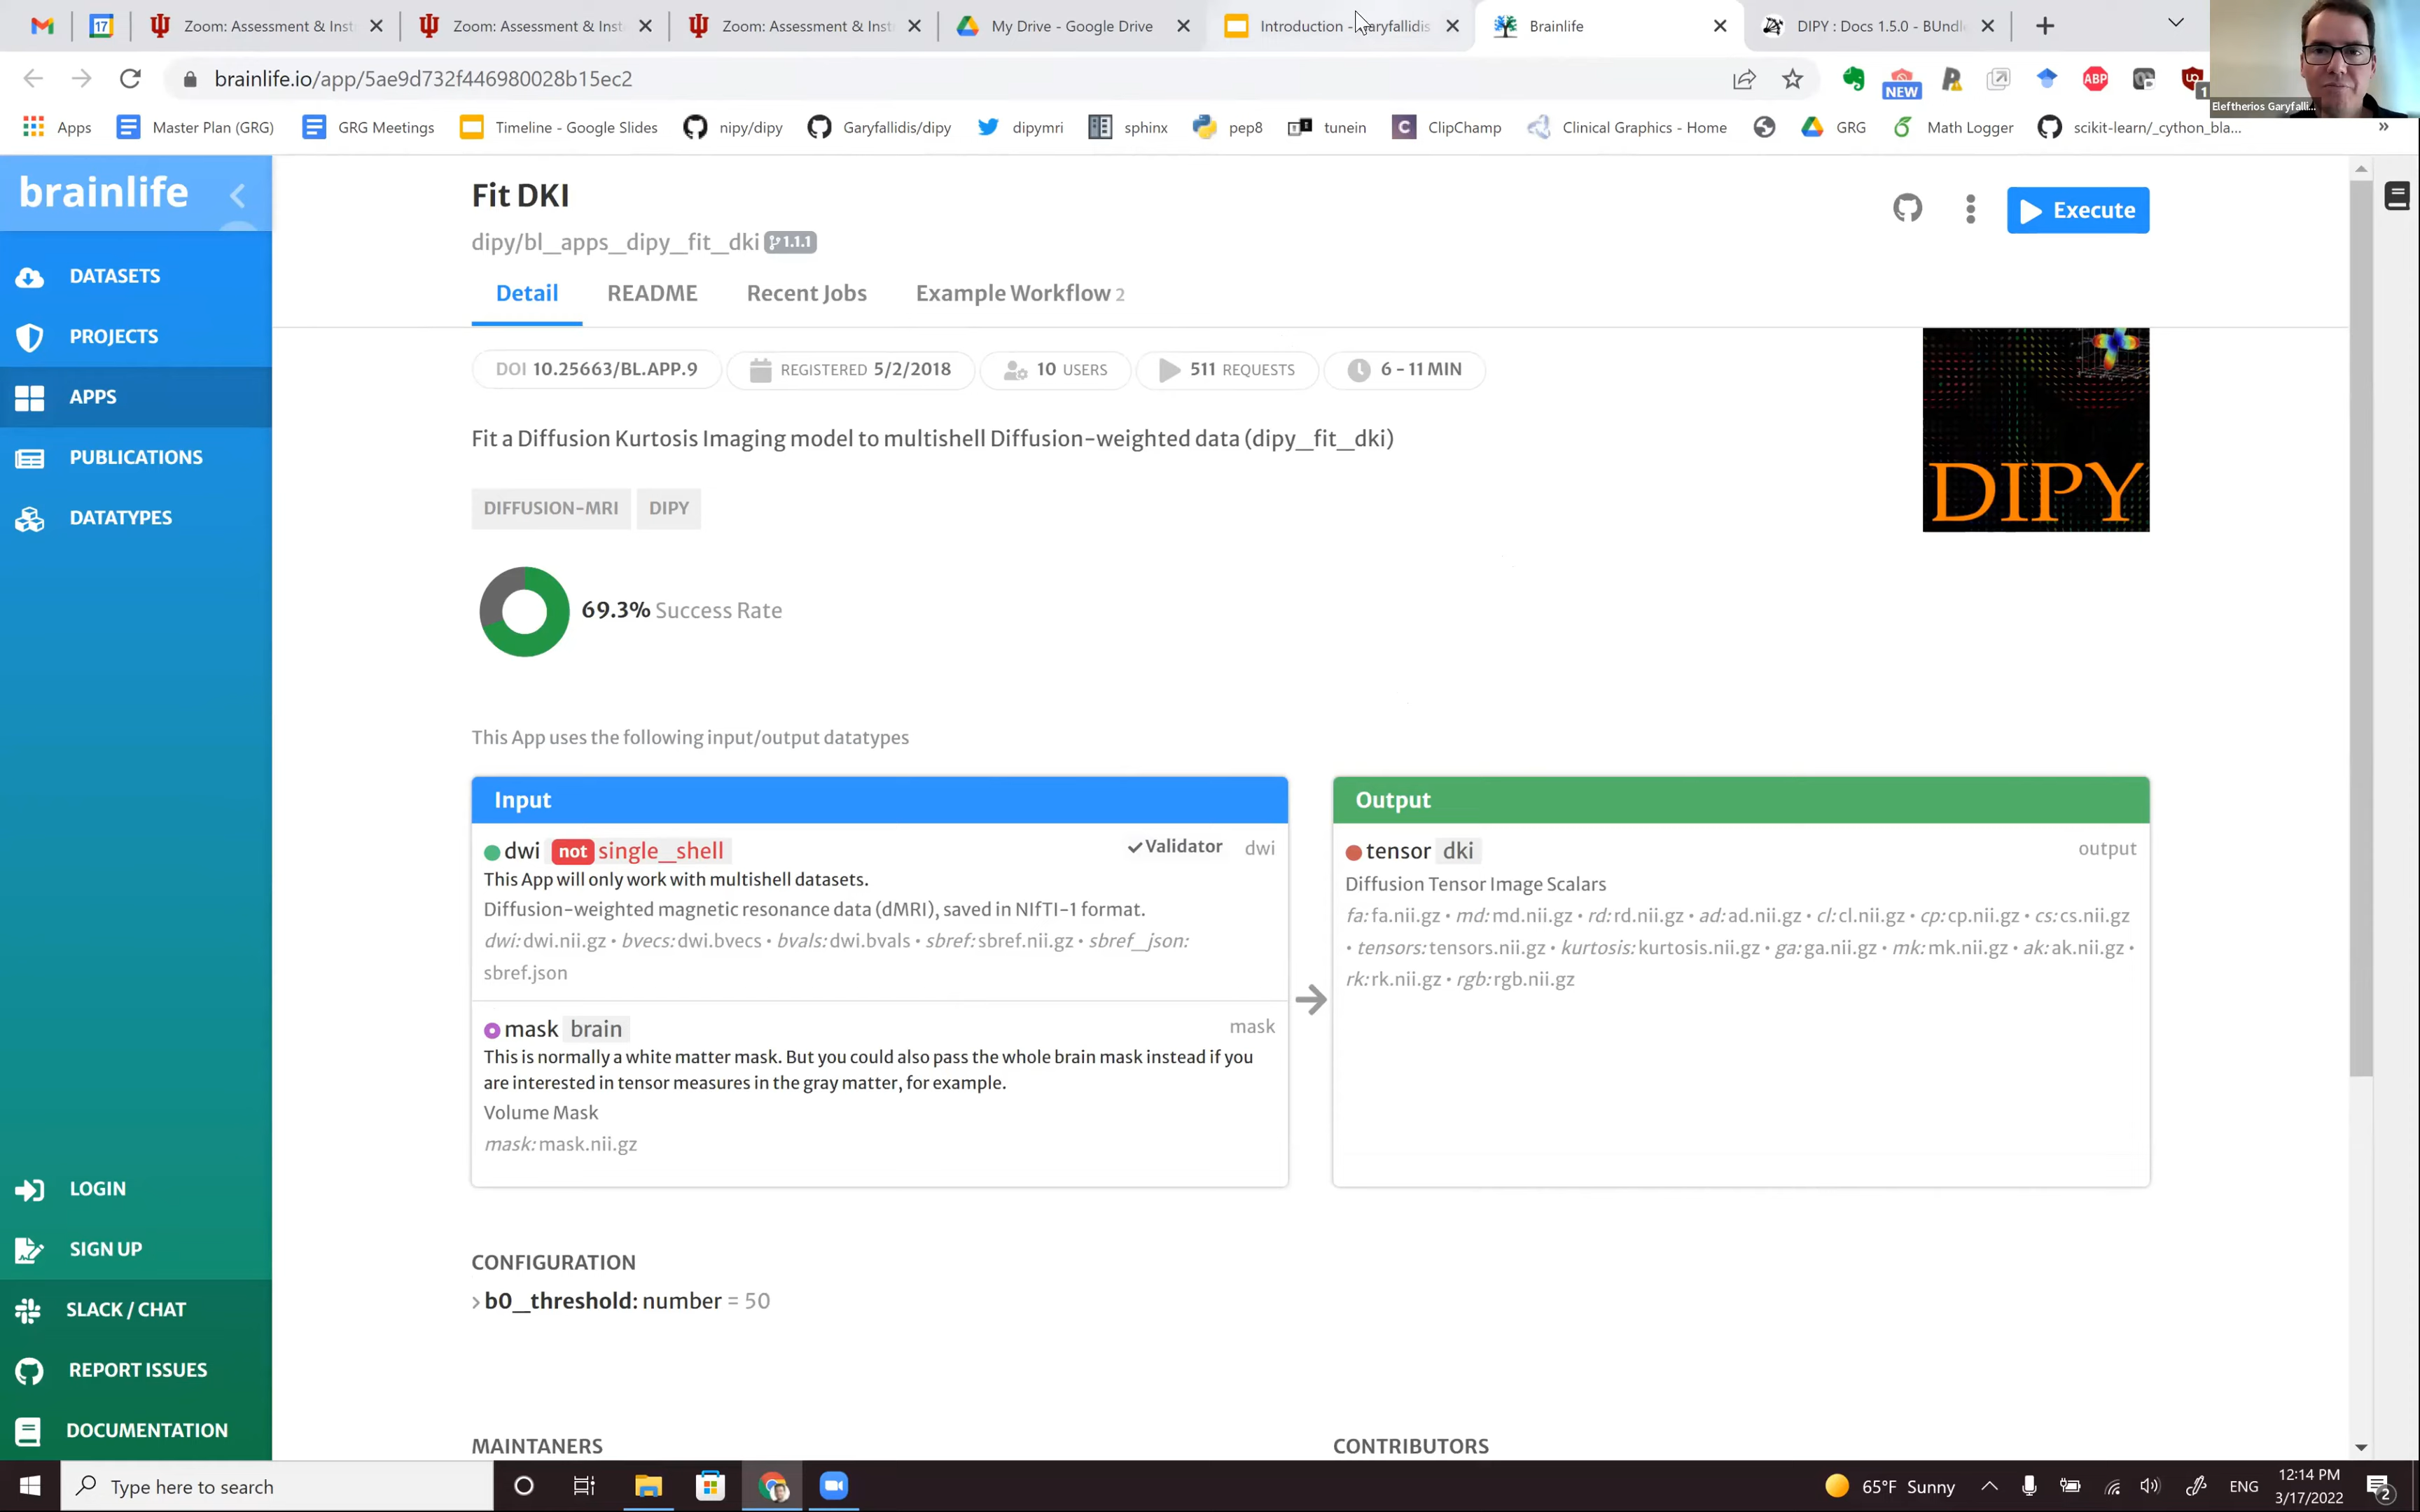 17
Zoom: Assessment & Inst
Zoom: Assessment & Inst
Zoom: Assessment & Inst
My Drive - Google Drive
Introduction - Garyfallidis
Brainlife
DIPY : Docs 1.5.0 - BUndl
brainlife.io/app/5ae9d732f446980028b15ec2
NEW
ABP
1
Eleftherios Garyfalli...
Apps
Master Plan (GRG)
GRG Meetings
Timeline - Google Slides
nipy/dipy
Garyfallidis/dipy
dipymri
sphinx
pep8
tunein
C
ClipChamp
Clinical Graphics - Home
GRG
Math Logger
scikit-learn/_cython_bla...
»
brainlife
DATASETS
PROJECTS
APPS
PUBLICATIONS
DATATYPES
LOGIN
SIGN UP
SLACK / CHAT
REPORT ISSUES
DOCUMENTATION
Fit DKI
dipy/bl_apps_dipy_fit_dki 1.1.1
Execute
Detail
README
Recent Jobs
Example Workflow 2
DOI 10.25663/BL.APP.9
REGISTERED 5/2/2018
10 USERS
511 REQUESTS
6 - 11 MIN
DIPY
Fit a Diffusion Kurtosis Imaging model to multishell Diffusion-weighted data (dipy_fit_dki)
DIFFUSION-MRI
DIPY
69.3% Success Rate
This App uses the following input/output datatypes
Input
dwi not single_shell
✓Validator dwi
This App will only work with multishell datasets.
Diffusion-weighted magnetic resonance data (dMRI), saved in NIfTI-1 format.
dwi: dwi.nii.gz • bvecs: dwi.bvecs • bvals: dwi.bvals • sbref: sbref.nii.gz • sbref_json:
sbref.json
mask brain
mask
This is normally a white matter mask. But you could also pass the whole brain mask instead if you
are interested in tensor measures in the gray matter, for example.
Volume Mask
mask: mask.nii.gz
Output
tensor dki
output
Diffusion Tensor Image Scalars
fa: fa.nii.gz • md: md.nii.gz • rd: rd.nii.gz • ad: ad.nii.gz • cl: cl.nii.gz • cp: cp.nii.gz • cs: cs.nii.gz
• tensors: tensors.nii.gz • kurtosis: kurtosis.nii.gz • ga: ga.nii.gz • mk: mk.nii.gz • ak: ak.nii.gz •
rk: rk.nii.gz • rgb: rgb.nii.gz
CONFIGURATION
b0_threshold: number = 50
MAINTANERS
CONTRIBUTORS
Type here to search
65°F Sunny
ENG
12:14 PM
3/17/2022
2